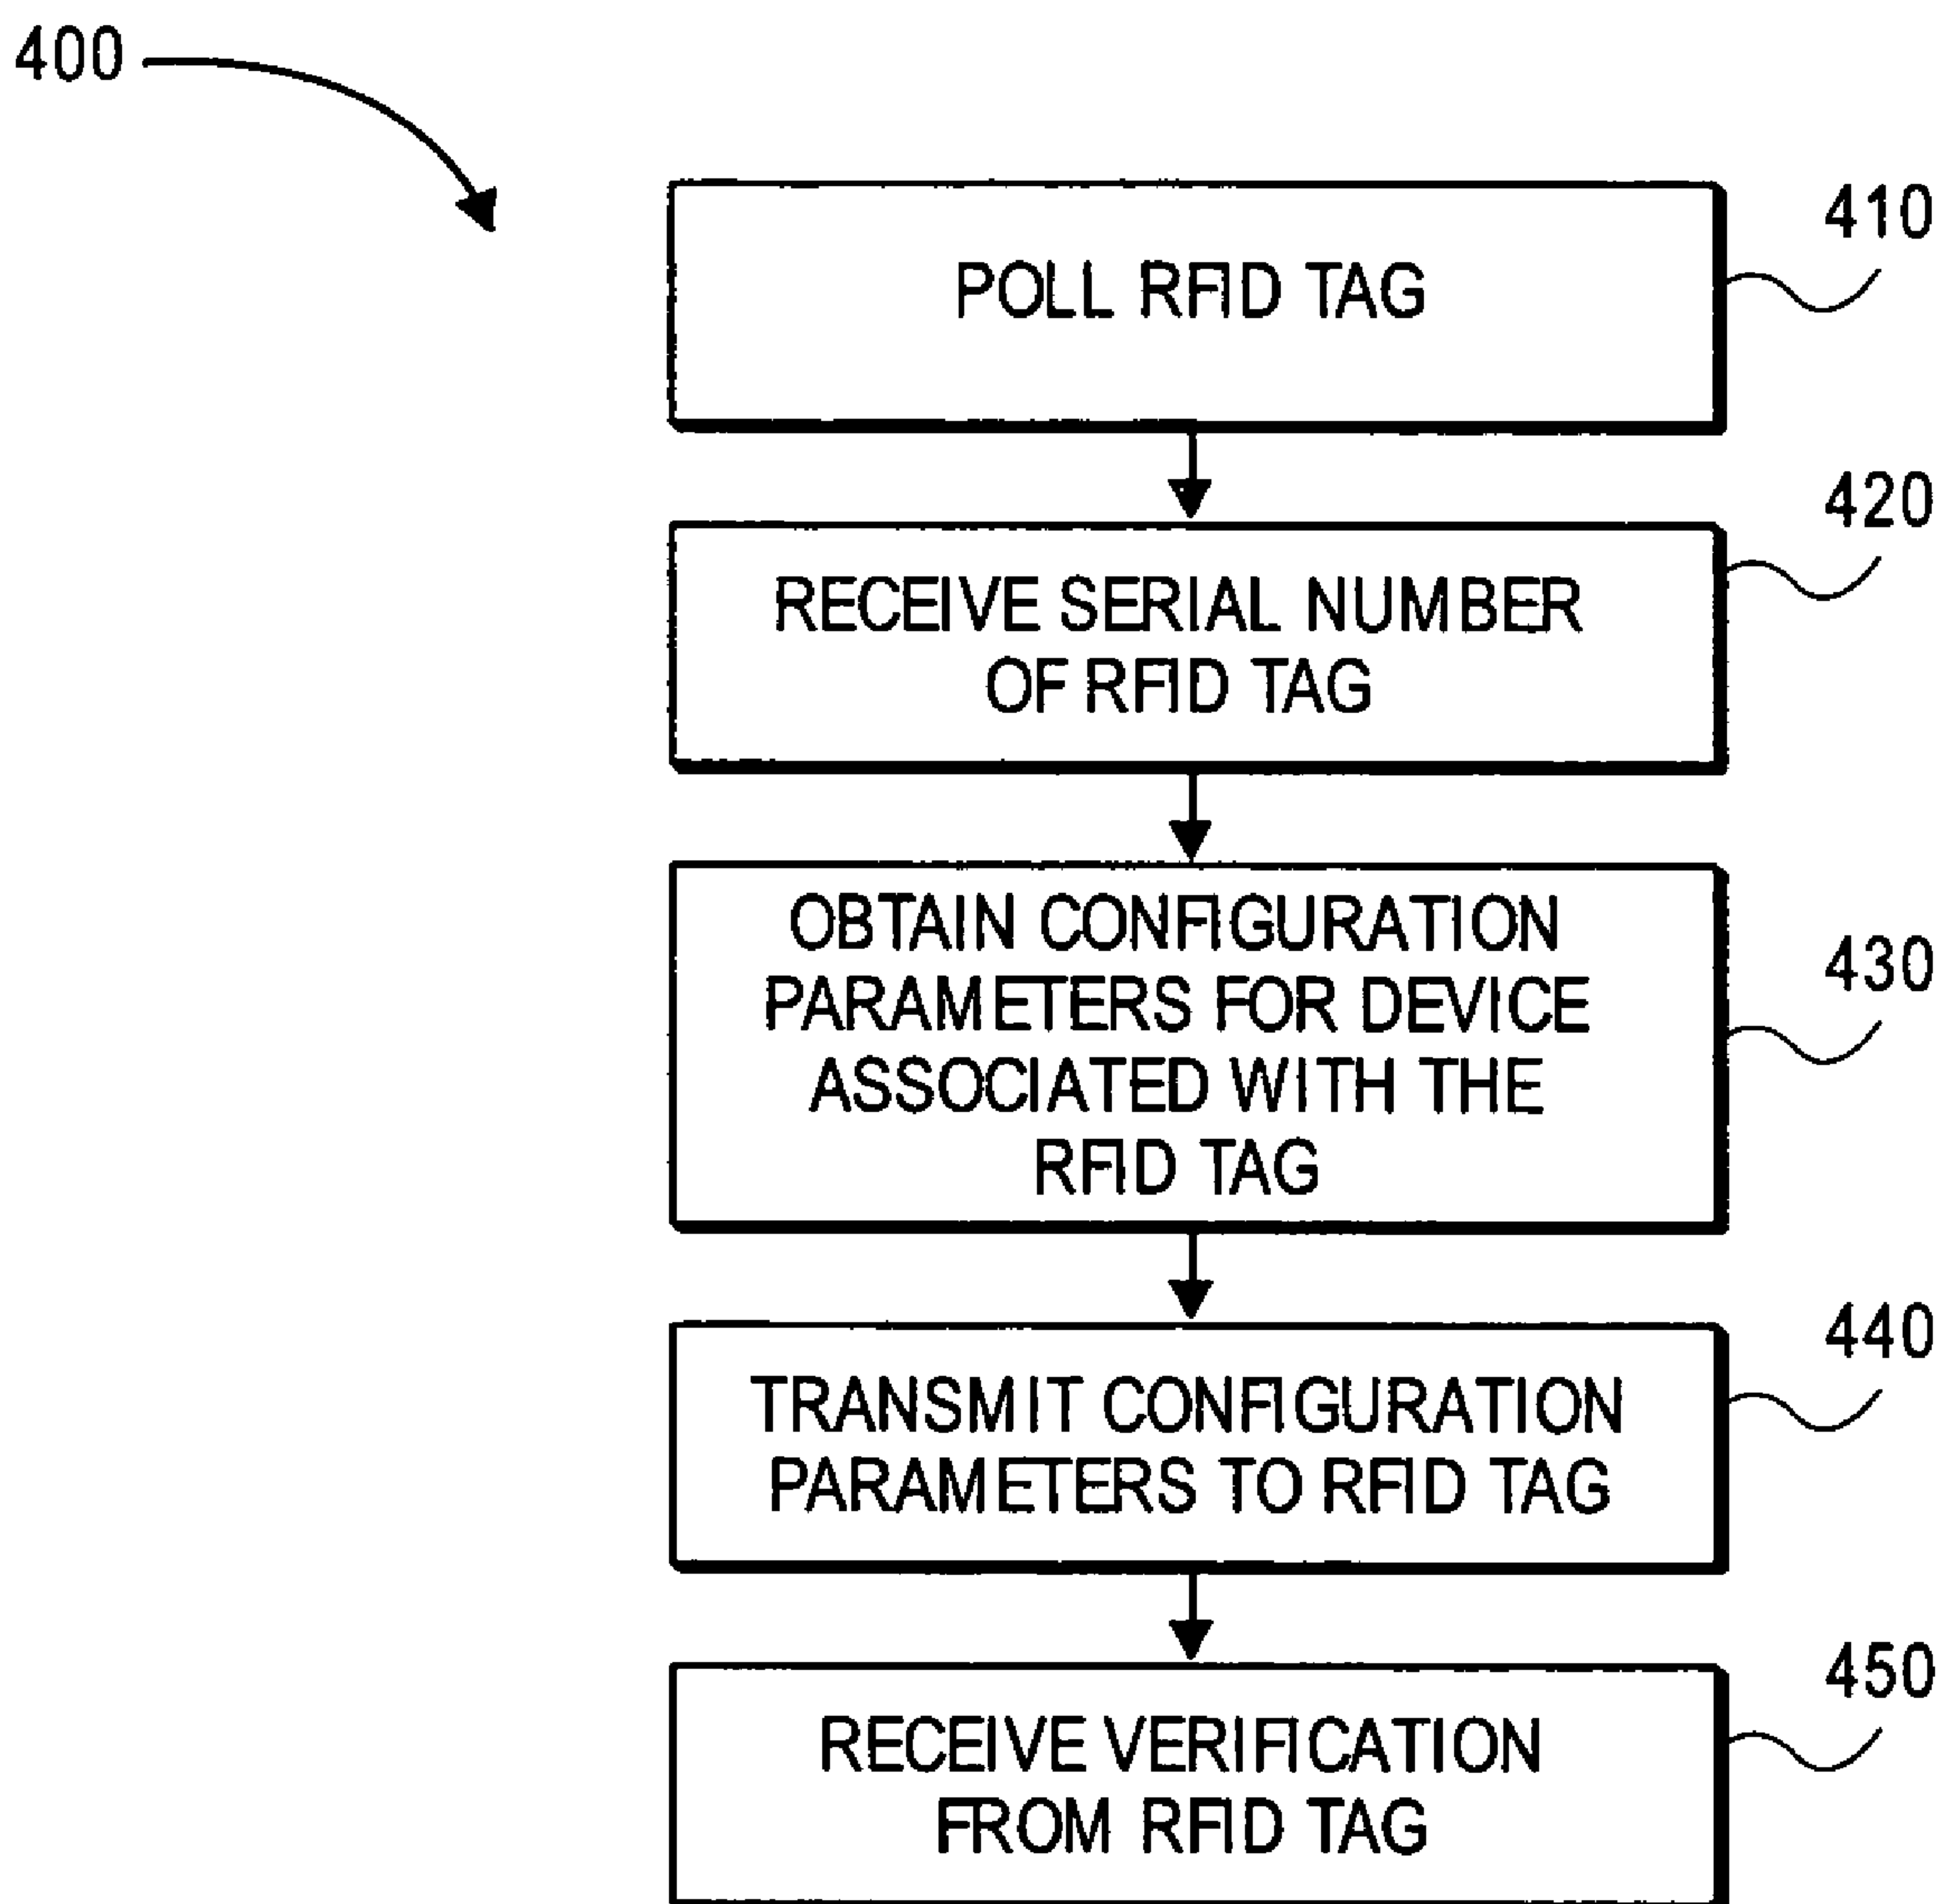 400
410
POLL RFID TAG
420
RECEIVE SERIAL NUMBER
OF RFID TAG
OBTAIN CONFIGURATION
430
PARAMETERS FOR DEVICE
ASSOCIATED WITH THE
RFID TAG
440
TRANSMIT CONFIGURATION
PARAMETERS TO RFID TAG
450
RECEIVE VERIFICATION
FROM RFID TAG